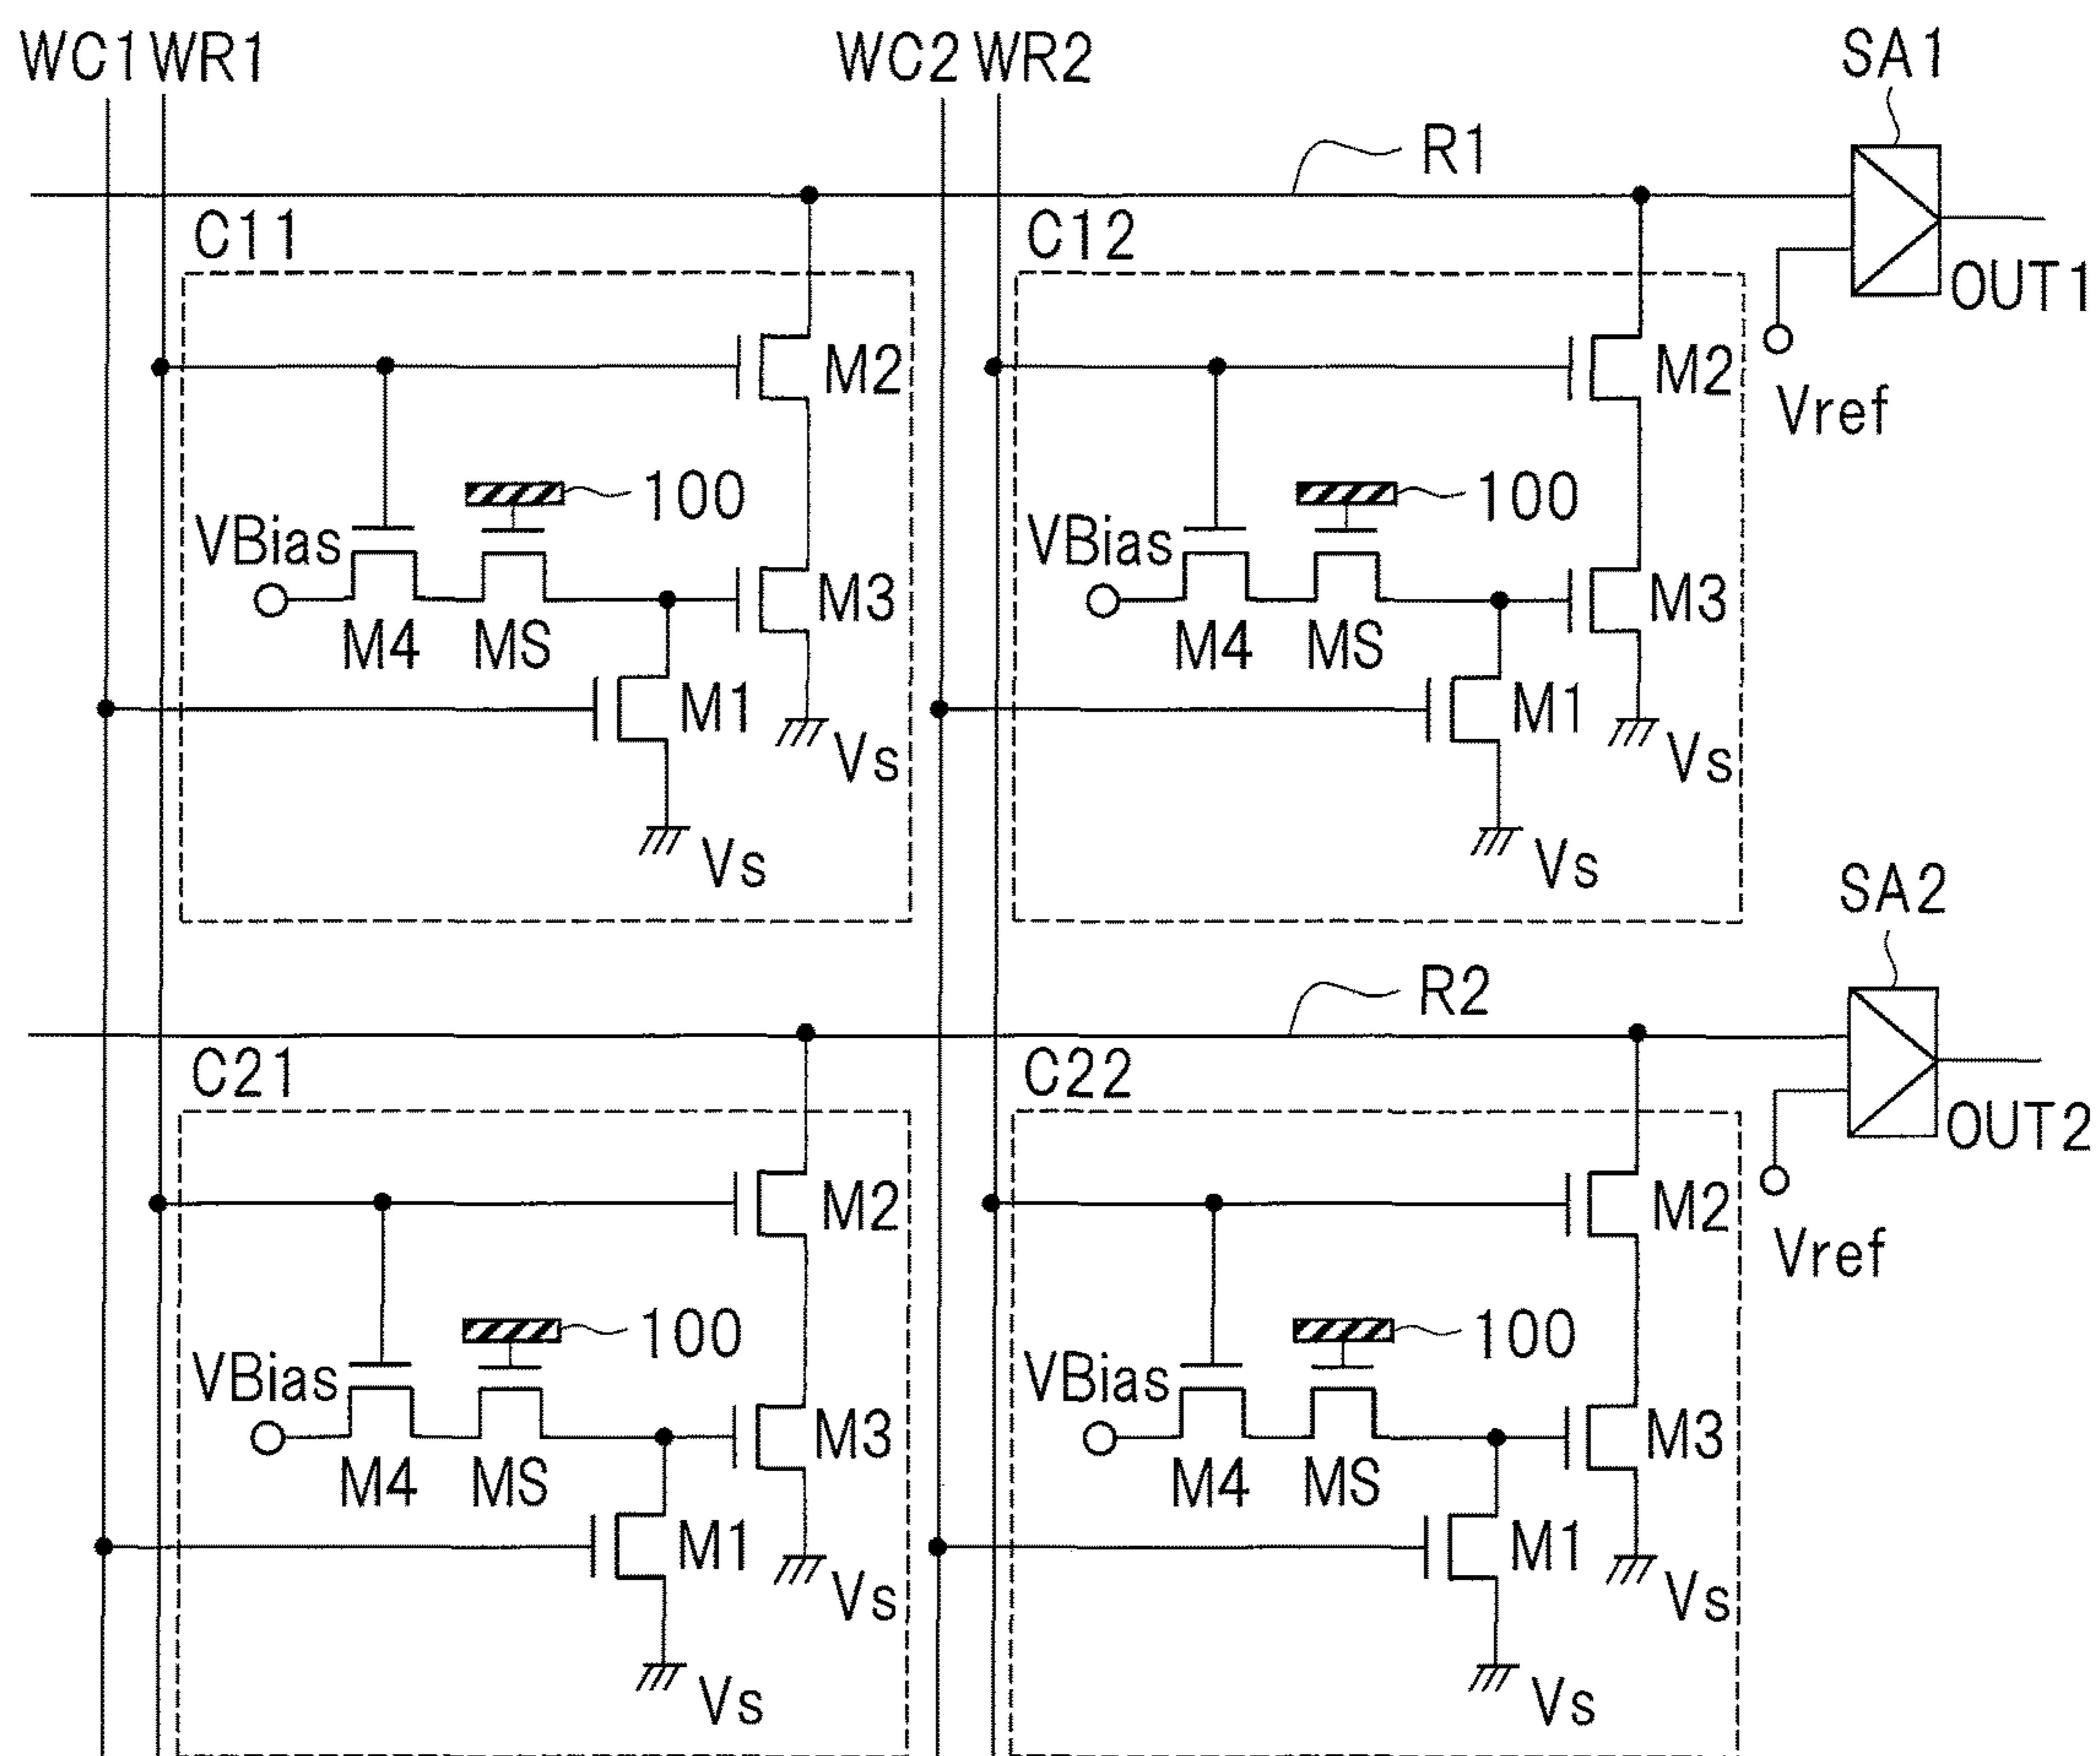 WC1 WR1
WC2 WR2
SA1
R1
C11
C12
OUT1
M2
M2
Vref
100
100
VBias
VBias
M3
M3
M4
MS
M4
MS
M1
M1
Vs
Vs
Vs
Vs
SA2
R2
C21
C22
OUT2
M2
M2
Vref
100
100
VBias
VBias
M3
M3
M4
MS
M4
MS
M1
M1
Vs
Vs
Vs
Vs